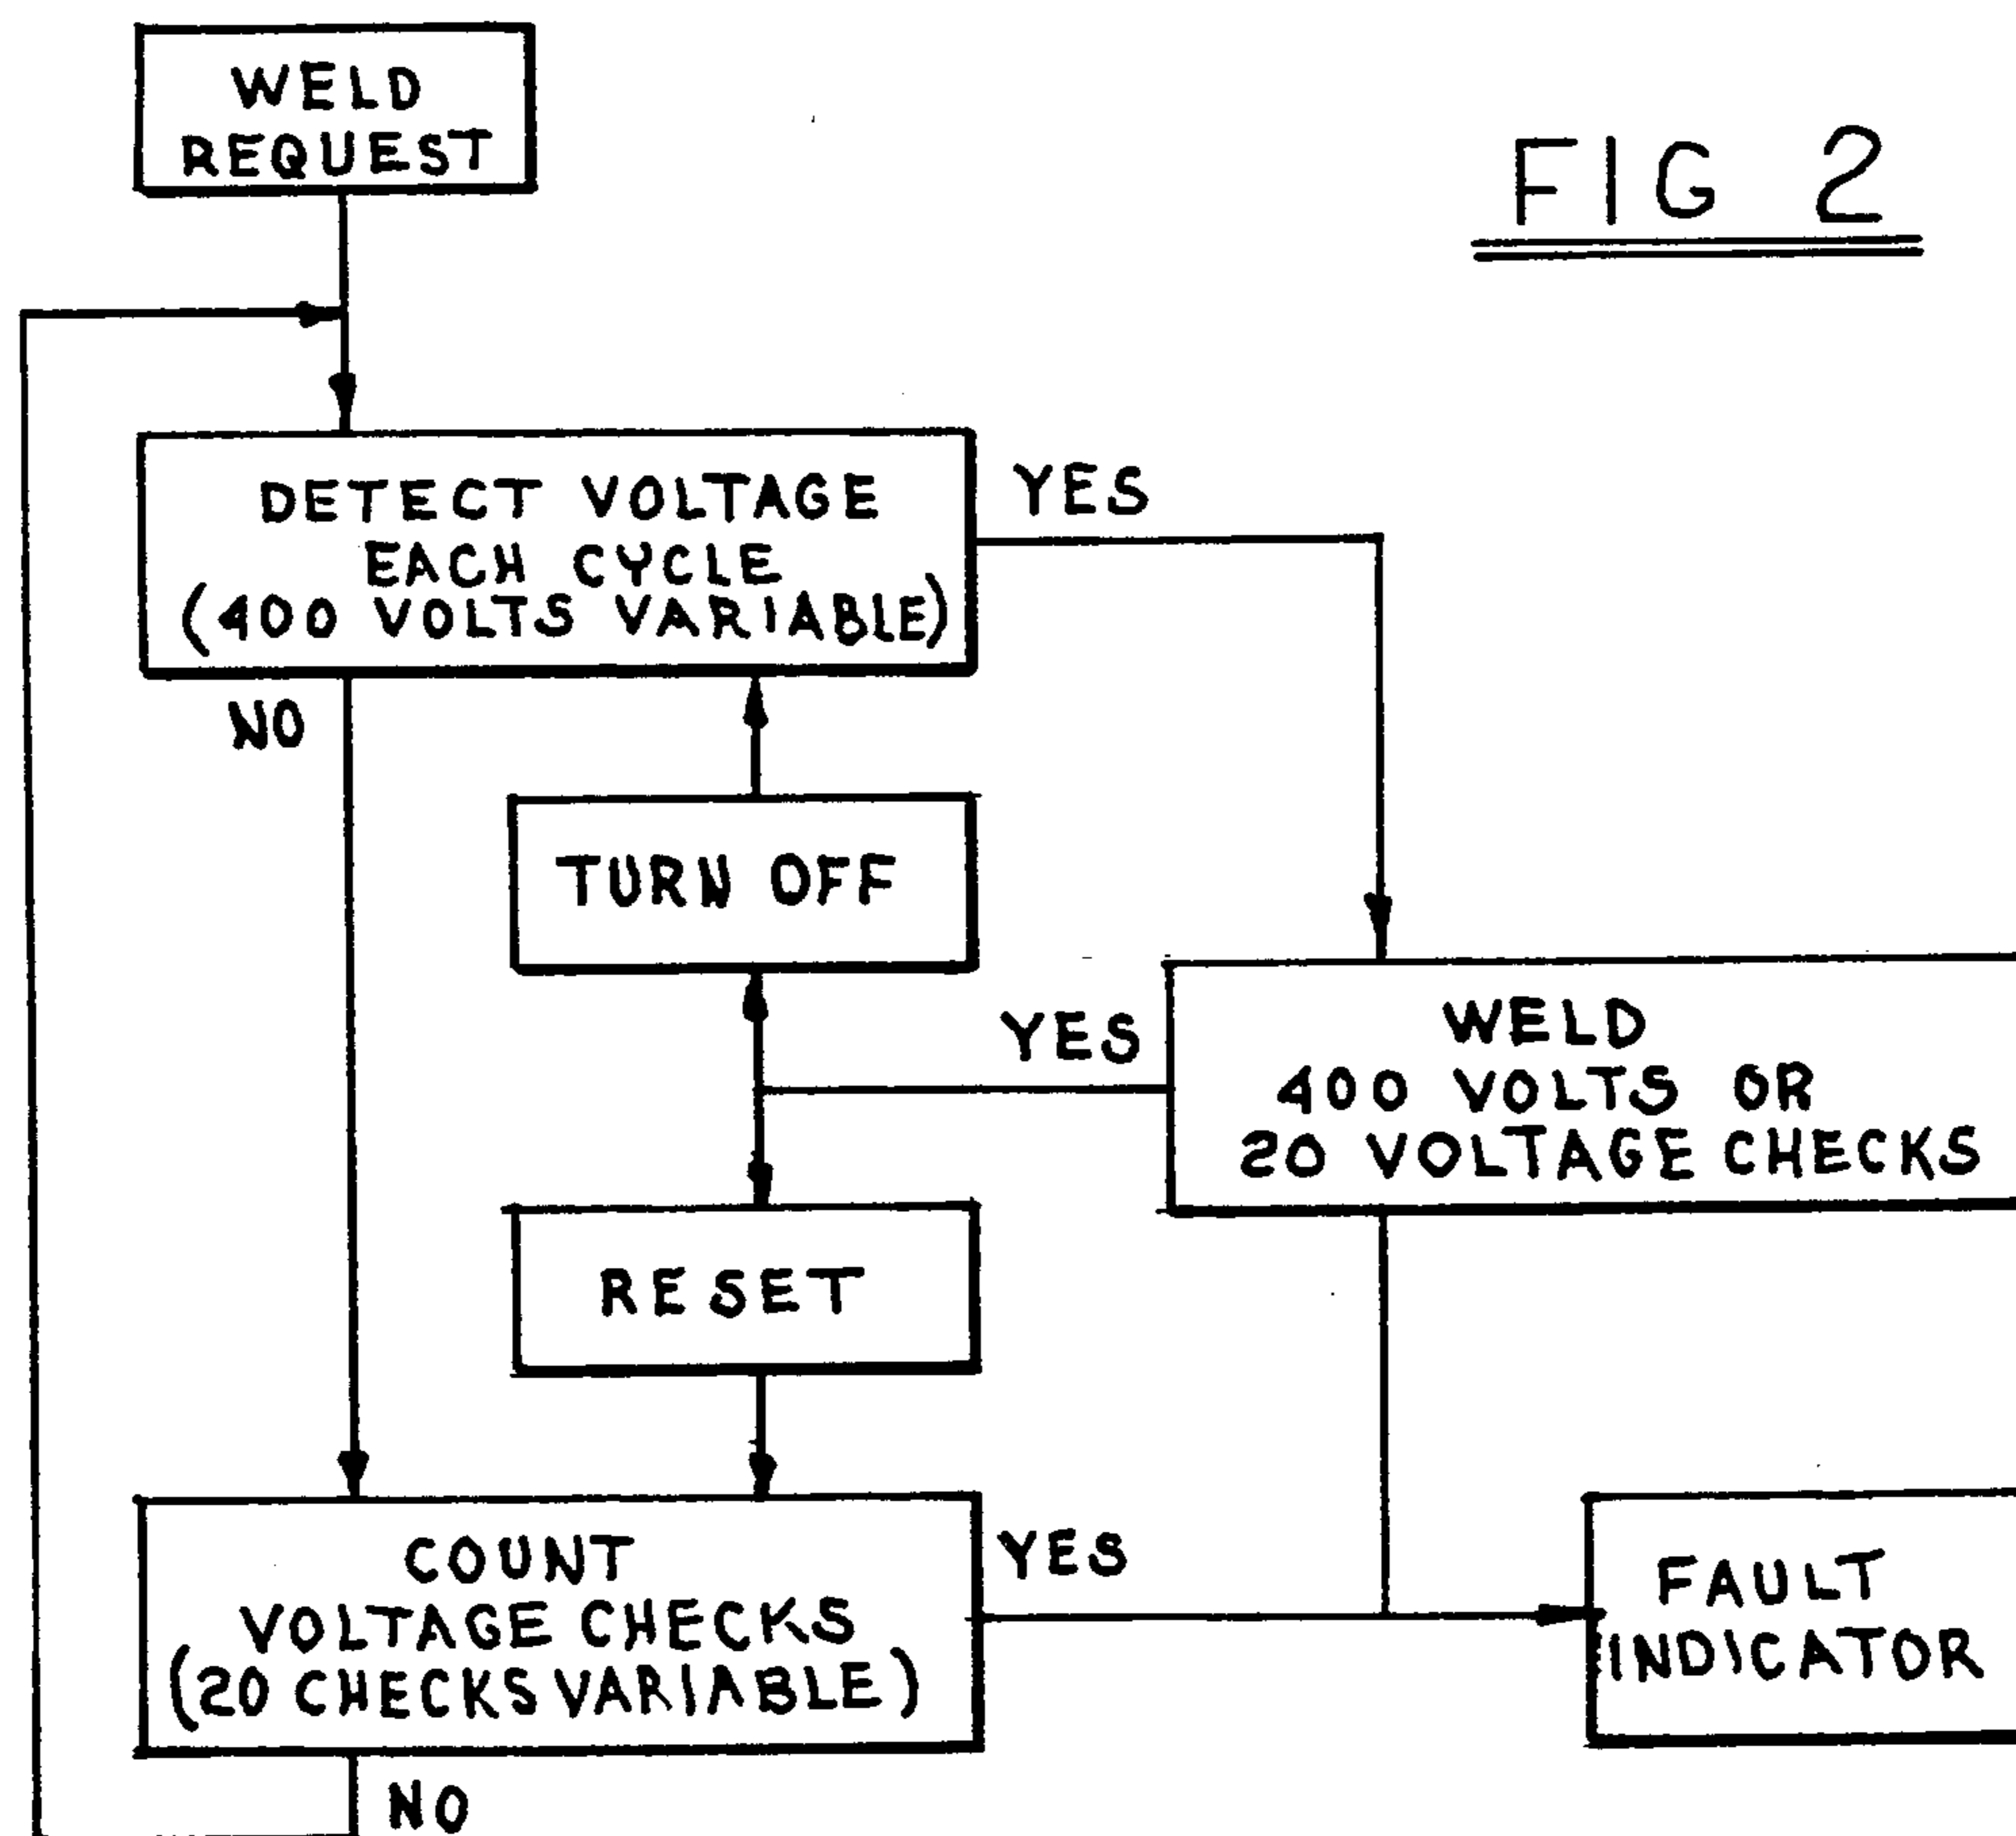 WELD
REQUEST
FIG 2
DETECT VOLTAGE
EACH CYCLE
(400 VOLTS VARIABLE)
YES
NO
TURN OFF
YES
WELD
400 VOLTS OR
20 VOLTAGE CHECKS
RESET
COUNT
VOLTAGE CHECKS
(20 CHECKS VARIABLE)
YES
FAULT
INDICATOR
NO